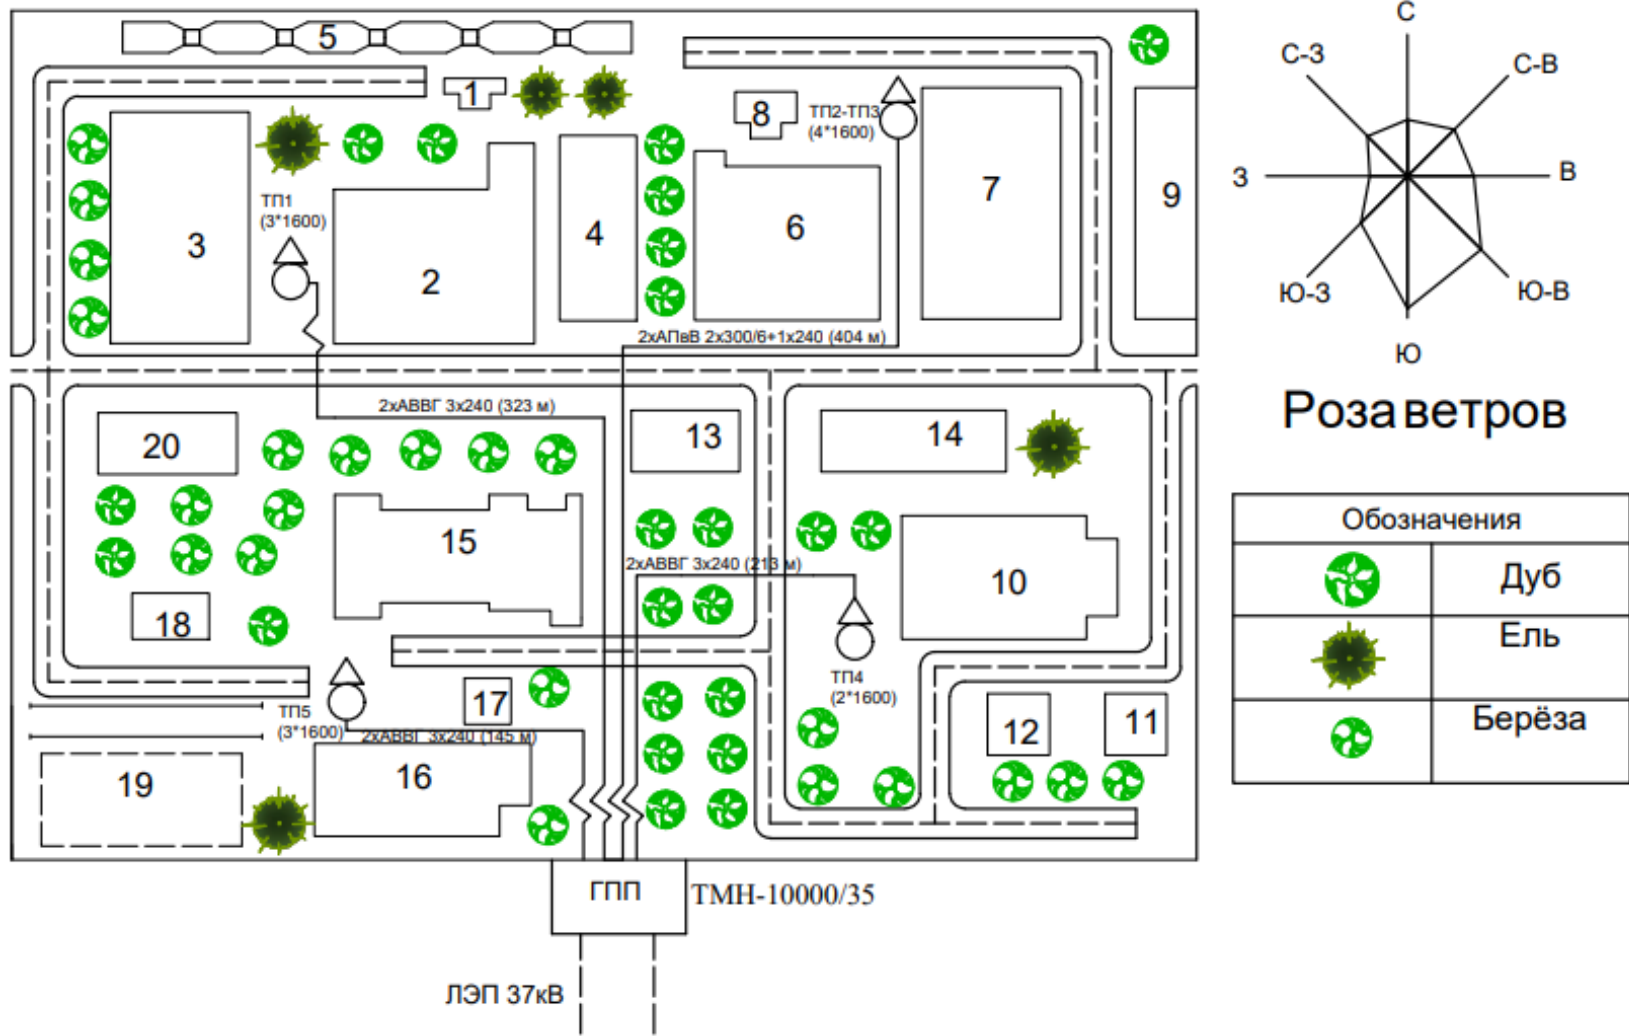 5
1
8
ТП2-ТП3
(4*1600)
3
2
4
6
7
9
ТП1
(3*1600)
2хАПвВ 2х300/6+1х240 (404 м)
2хАВВГ 3х240 (323 м)
20
13
14
15
2хАВВГ 3х240 (213 м)
10
18
ТП4
(2*1600)
17
ТП5
(3*1600)
2хАВВГ 3х240 (145 м)
12
11
19
16
ГПП
ТМН-10000/35
ЛЭП 37кВ
С
С-З
С-В
З
В
Ю-З
Ю-В
Ю
Роза ветров
Обозначения
Дуб
Ель
Берёза